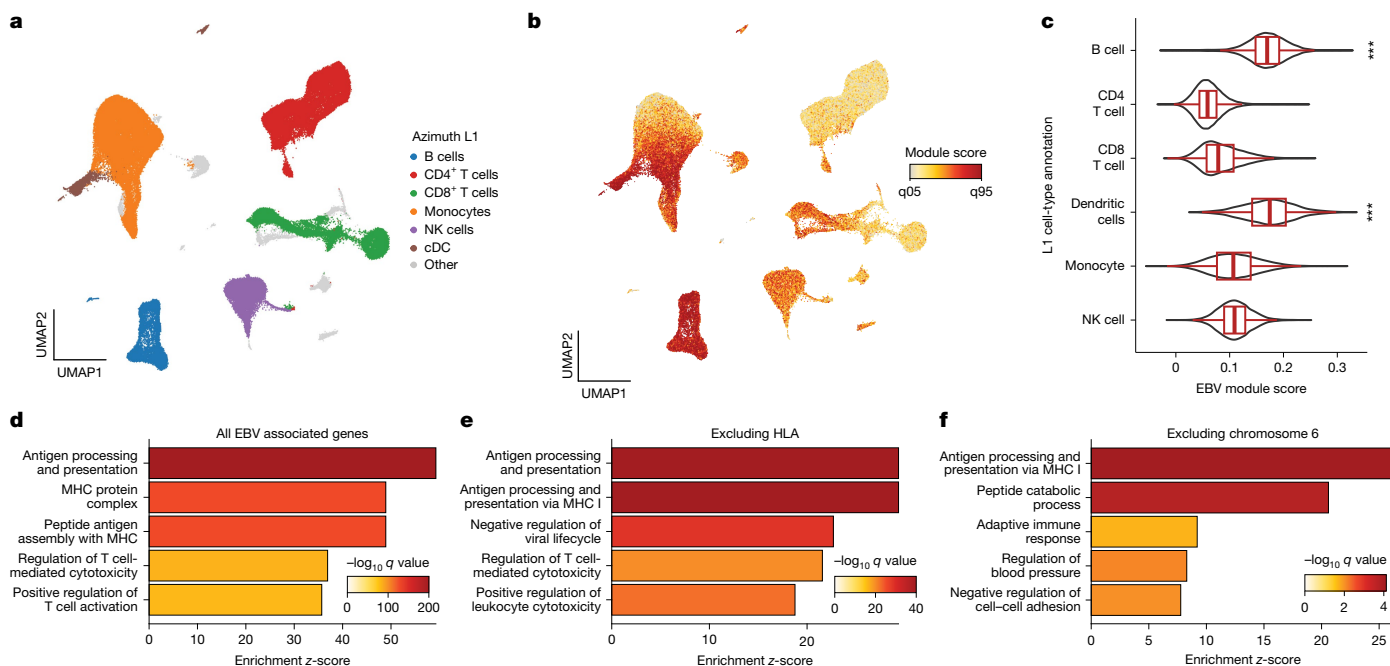 a
Azimuth L1
B cells
CD4+ T cells
CD8+ T cells
Monocytes
NK cells
cDC
Other
UMAP2
UMAP1
b
Module score
q05
q95
UMAP2
UMAP1
c
L1 cell-type annotation
B cell
CD4
T cell
CD8
T cell
Dendritic
cells
Monocyte
NK cell
***
***
0
0.1
0.2
0.3
EBV module score
d
All EBV associated genes
Antigen processing
and presentation
MHC protein
complex
Peptide antigen
assembly with MHC
Regulation of T cell-
mediated cytotoxicity
Positive regulation of
T cell activation
–log10 q value
0 100 200
0 10 20 30 40 50
Enrichment z-score
e
Excluding HLA
Antigen processing
and presentation
Antigen processing and
presentation via MHC I
Negative regulation of
viral lifecycle
Regulation of T cell-
mediated cytotoxicity
Positive regulation of
leukocyte cytotoxicity
–log10 q value
0 20 40
0 10 20
Enrichment z-score
f
Excluding chromosome 6
Antigen processing and
presentation via MHC I
Peptide catabolic
process
Adaptive immune
response
Regulation of
blood pressure
Negative regulation of
cell–cell adhesion
–log10 q value
0 2 4
0 5 10 15 20 25
Enrichment z-score